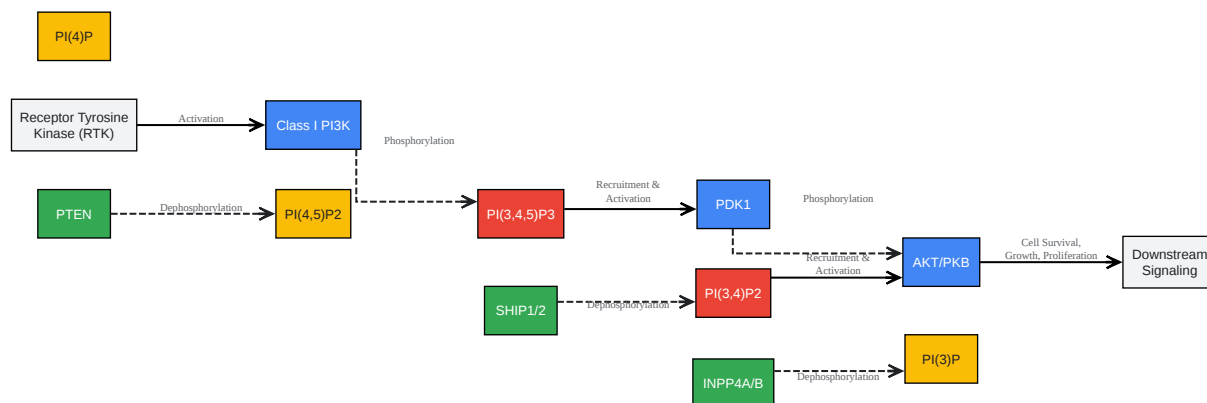 PI(4)P
Receptor Tyrosine
Kinase (RTK)
Activation
Class I PI3K
Phosphorylation
PTEN
Dephosphorylation
PI(4,5)P2
PI(3,4,5)P3
Recruitment &
Activation
PDK1
Phosphorylation
AKT/PKB
Cell Survival,
Growth, Proliferation
Downstream
Signaling
Recruitment &
Activation
PI(3,4)P2
SHIP1/2
Dephosphorylation
INPP4A/B
Dephosphorylation
PI(3)P